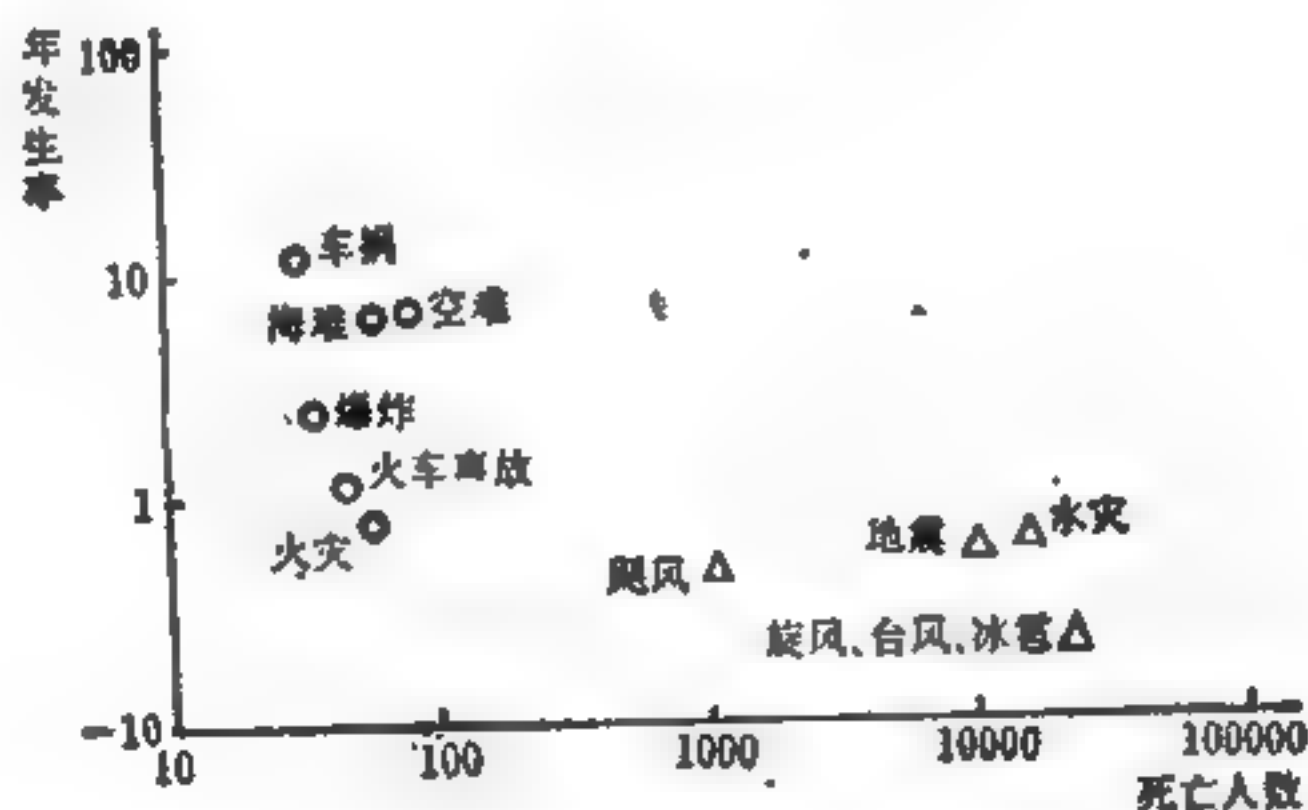 年发生率
100
车祸
10
海难 空难
爆炸
火车事故
1
火灾
地震 水灾
飓风
旋风、台风、冰雹
-10
10 100 1000 10000 100000
死亡人数